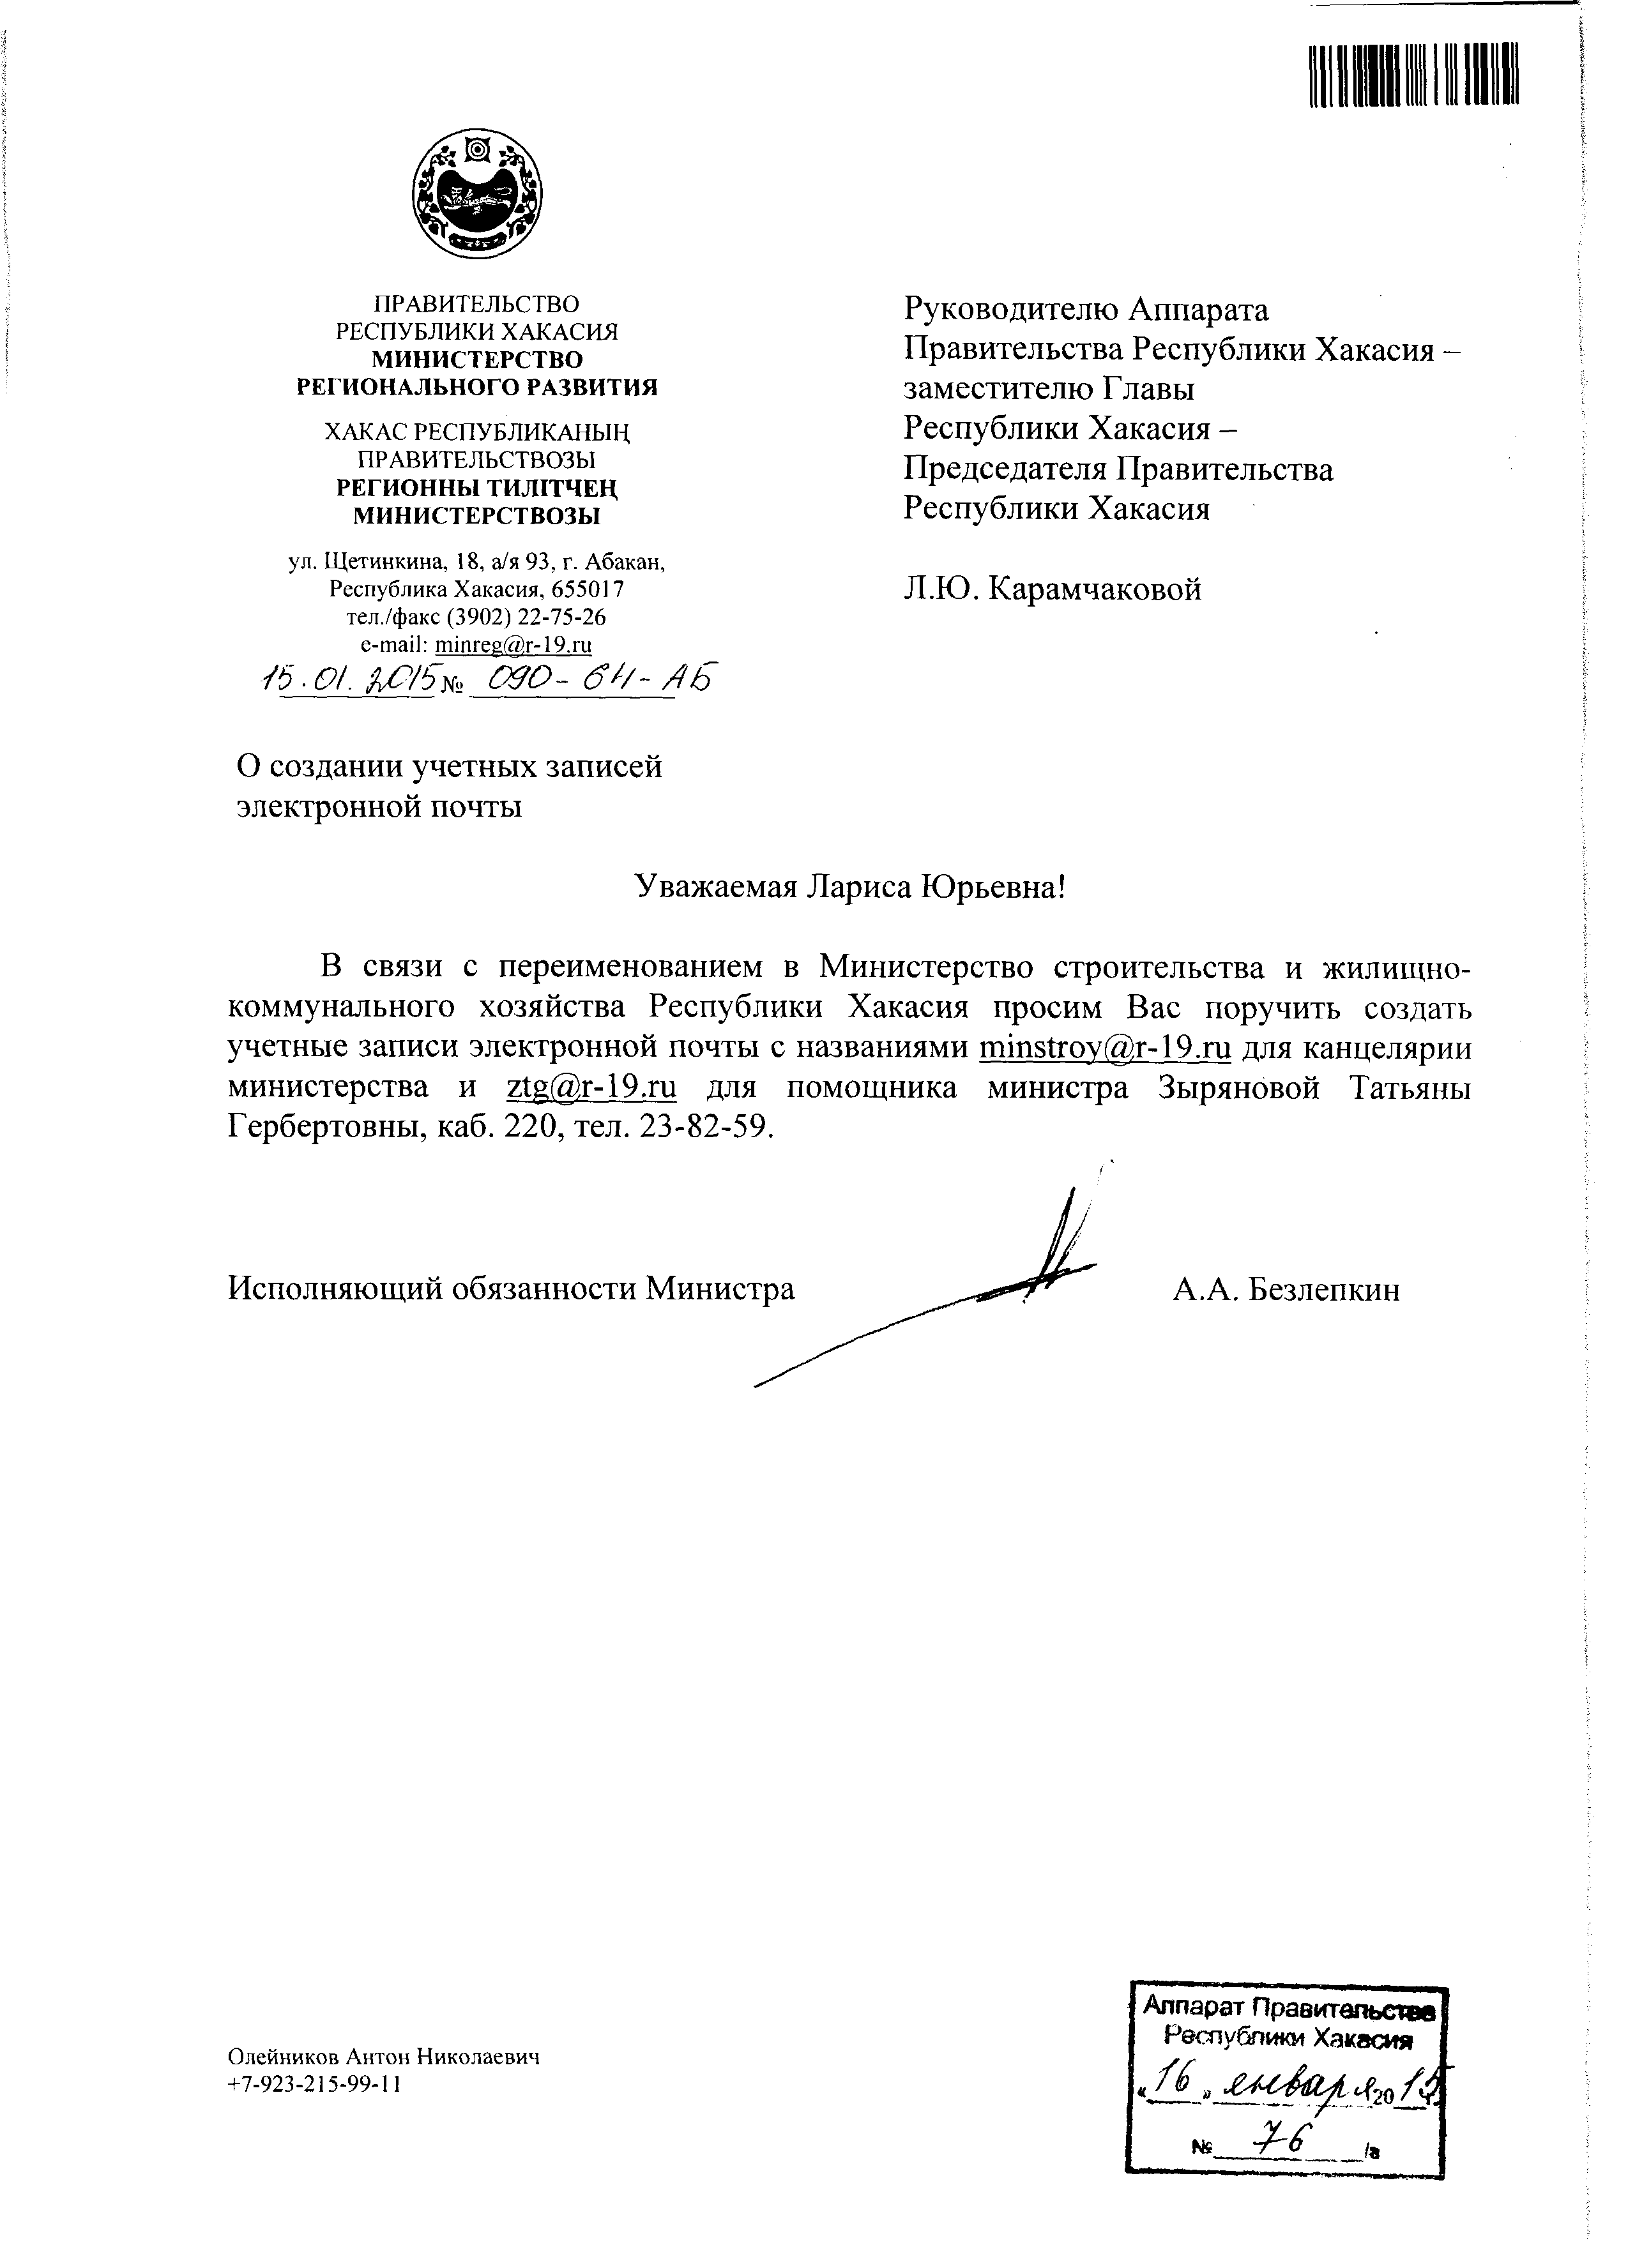 ПРАВИТЕЛЬСТВО
РЕСПУБЛИКИ ХАКАСИЯ
МИНИСТЕРСТВО
РЕГИОНАЛЬНОГО РАЗВИТИЯ
ХАКАС РЕСПУБЛИКАНЫҢ
ПРАВИТЕЛЬСТВОЗЫ
РЕГИОННЫ ТИЛIТЧЕҢ
МИНИСТЕРСТВОЗЫ
ул. Щетинкина, 18, а/я 93, г. Абакан,
Республика Хакасия, 655017
тел./факс (3902) 22-75-26
e-mail: minreg@r-19.ru
15.01.2015 № 090-64-АБ
Руководителю Аппарата
Правительства Республики Хакасия –
заместителю Главы
Республики Хакасия –
Председателя Правительства
Республики Хакасия
Л.Ю. Карамчаковой
О создании учетных записей
электронной почты
Уважаемая Лариса Юрьевна!
В связи с переименованием в Министерство строительства и жилищно-
коммунального хозяйства Республики Хакасия просим Вас поручить создать
учетные записи электронной почты с названиями minstroy@r-19.ru для канцелярии
министерства и ztg@r-19.ru для помощника министра Зыряновой Татьяны
Гербертовны, каб. 220, тел. 23-82-59.
Исполняющий обязанности Министра А.А. Безлепкин
Олейников Антон Николаевич
+7-923-215-99-11
Аппарат Правительства
Республики Хакасия
«16» января 2015
№ 76 /а